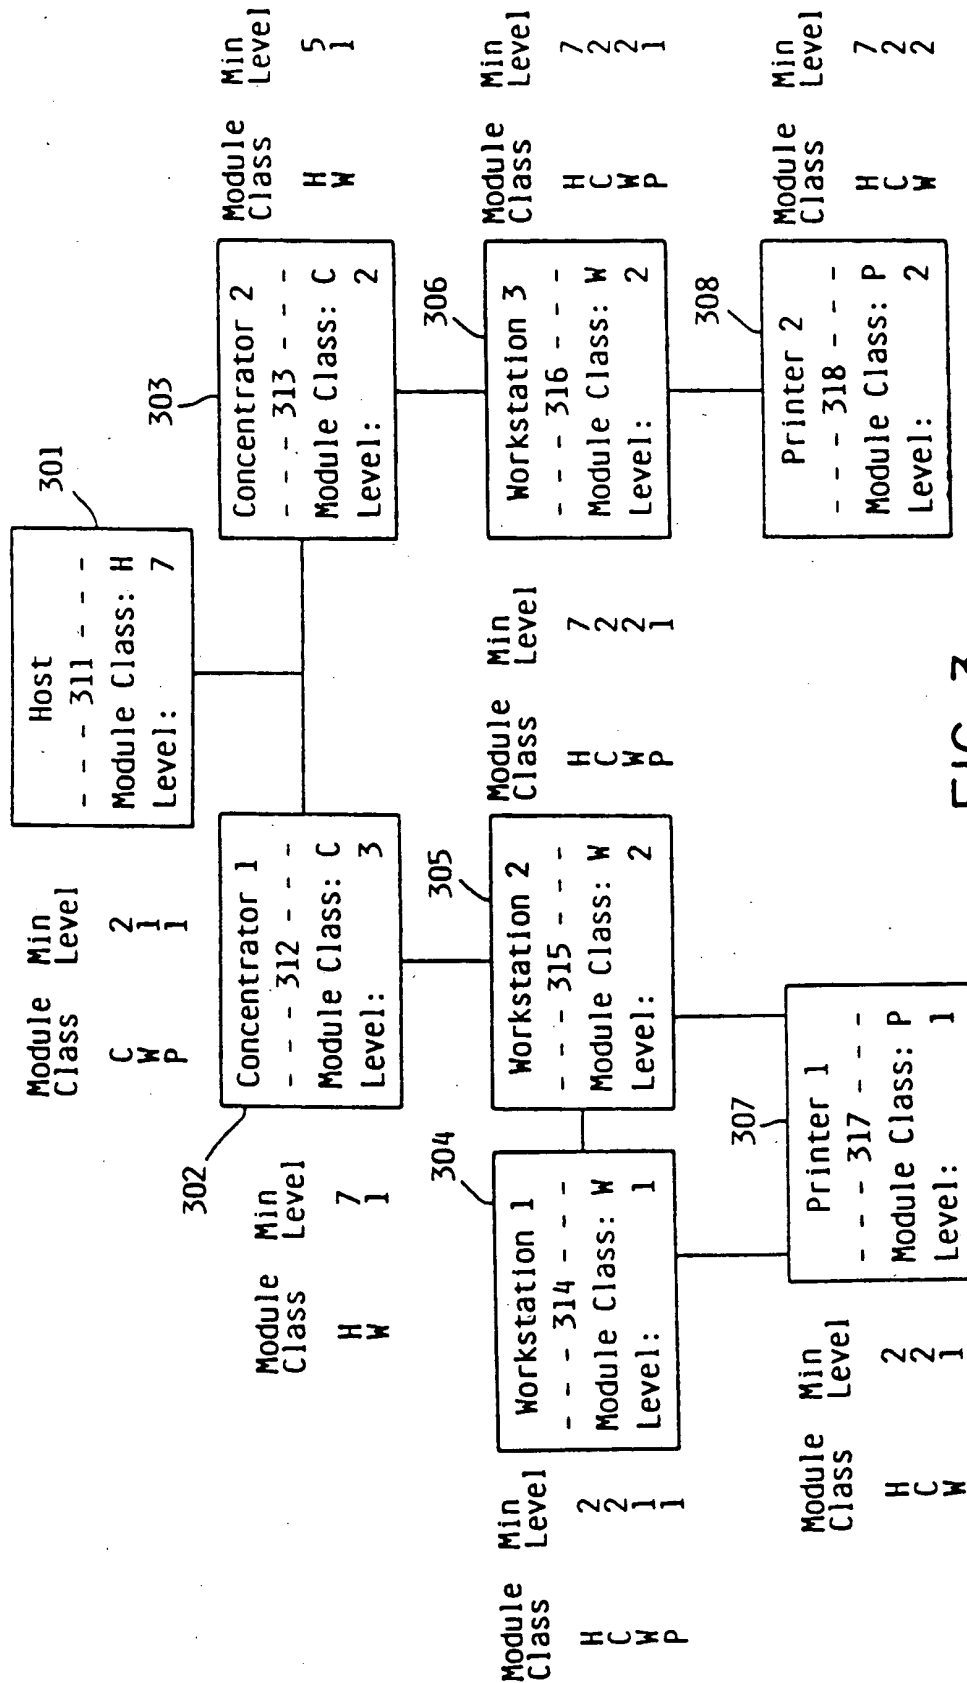 Module Class
Min Level
C 2
W 1
P 1
Host
- - - 311 - - - -
Module Class: H
Level: 7
301
302
Concentrator 1
- - - 312 - - - -
Module Class: C
Level: 3
Module Class
Min Level
H 7
W 1
303
Concentrator 2
- - - 313 - - - -
Module Class: C
Level: 2
Module Class
Min Level
H 5
W 1
304
Workstation 1
- - - 314 - - - -
Module Class: W
Level: 1
Module Class
Min Level
H 2
C 2
W 1
P 1
305
Workstation 2
- - - 315 - - - -
Module Class: W
Level: 2
Module Class
Min Level
H 7
C 2
W 2
P 1
306
Workstation 3
- - - 316 - - - -
Module Class: W
Level: 2
Module Class
Min Level
H 7
C 2
W 2
P 1
307
Printer 1
- - - 317 - - - -
Module Class: P
Level: 1
Module Class
Min Level
H 2
C 2
W 1
308
Printer 2
- - - 318 - - - -
Module Class: P
Level: 2
Module Class
Min Level
H 7
C 2
W 2